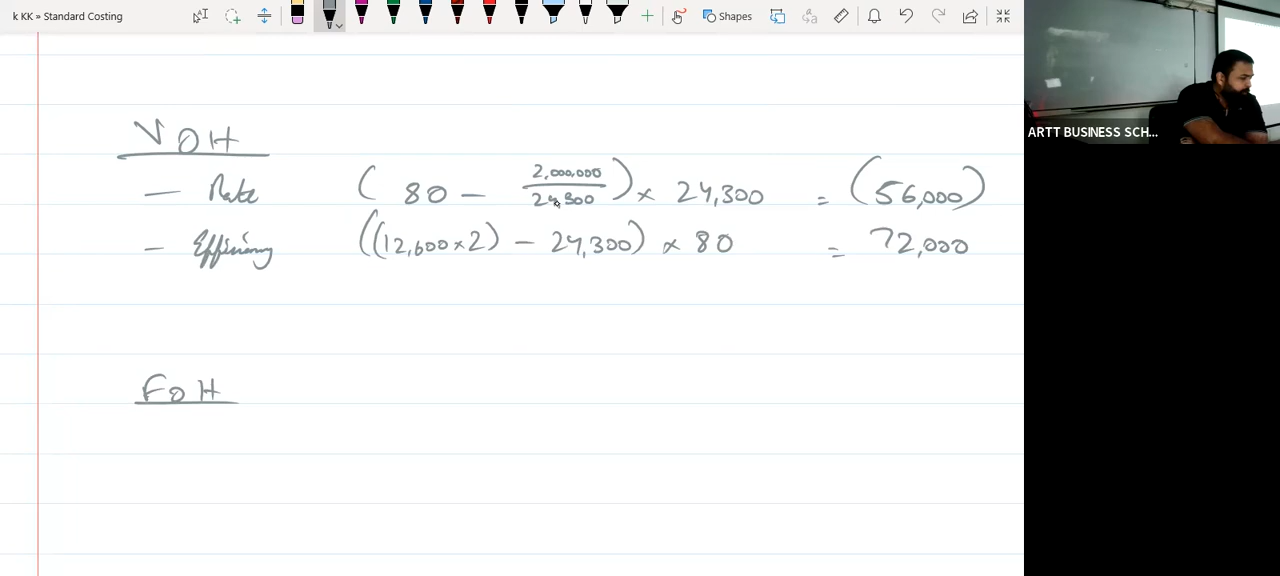 k KK » Standard Costing
Shapes
ARTT BUSINESS SCH...
VOH
— Rate ( 80 — 2,000,000 / 24,300 ) × 24,300 = (56,000)
— Efficiency ((12,600×2) — 24,300) × 80 = 72,000
FOH